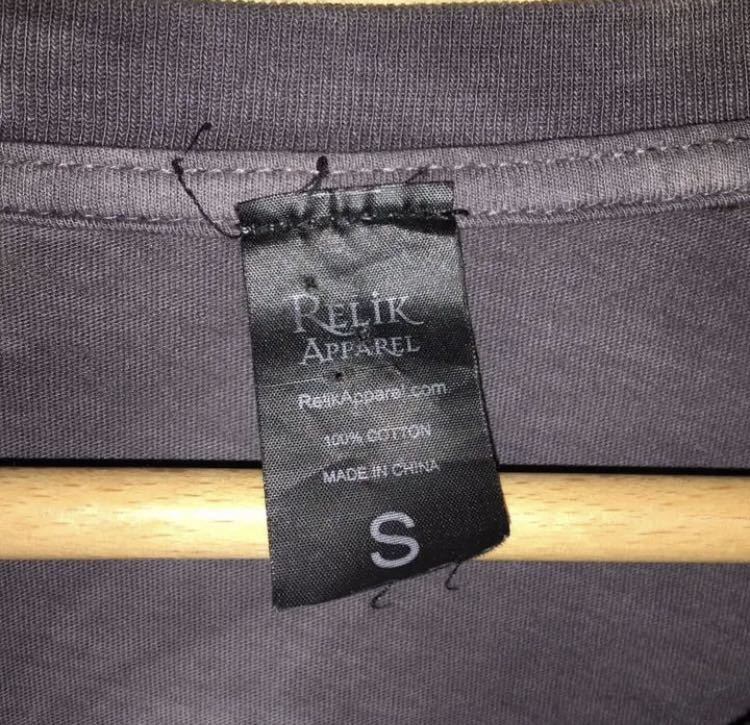 RELiK
APPAREL
RelikApparel.com
100% COTTON
MADE IN CHINA
S